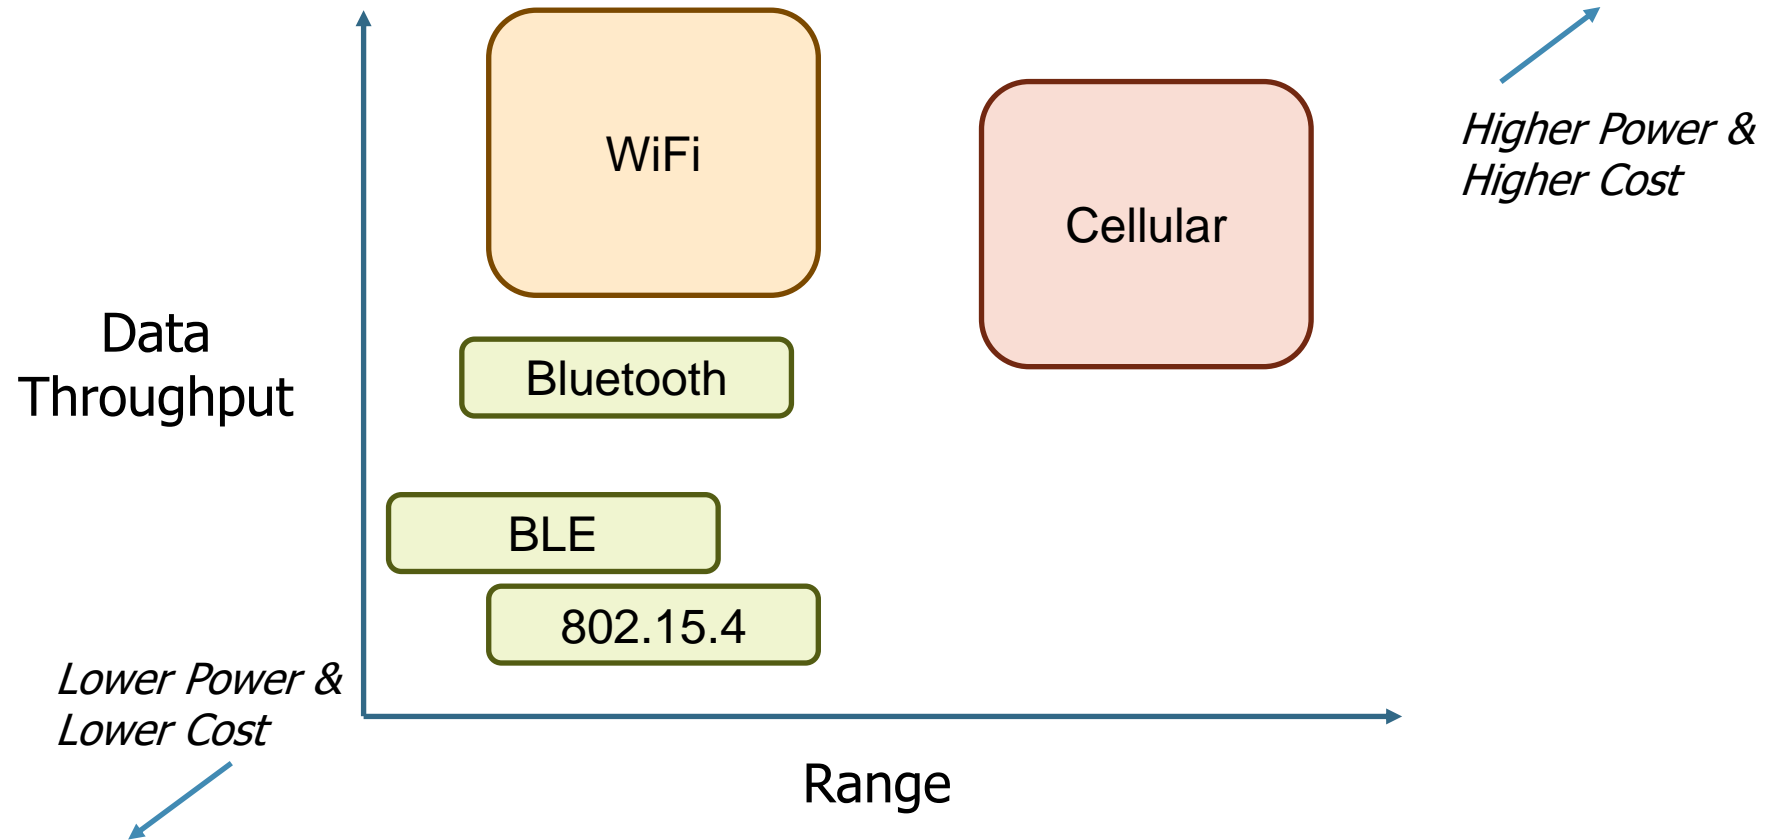 WiFi
Higher Power &
Higher Cost
Cellular
Data
Throughput
Bluetooth
BLE
802.15.4
Lower Power &
Lower Cost
Range